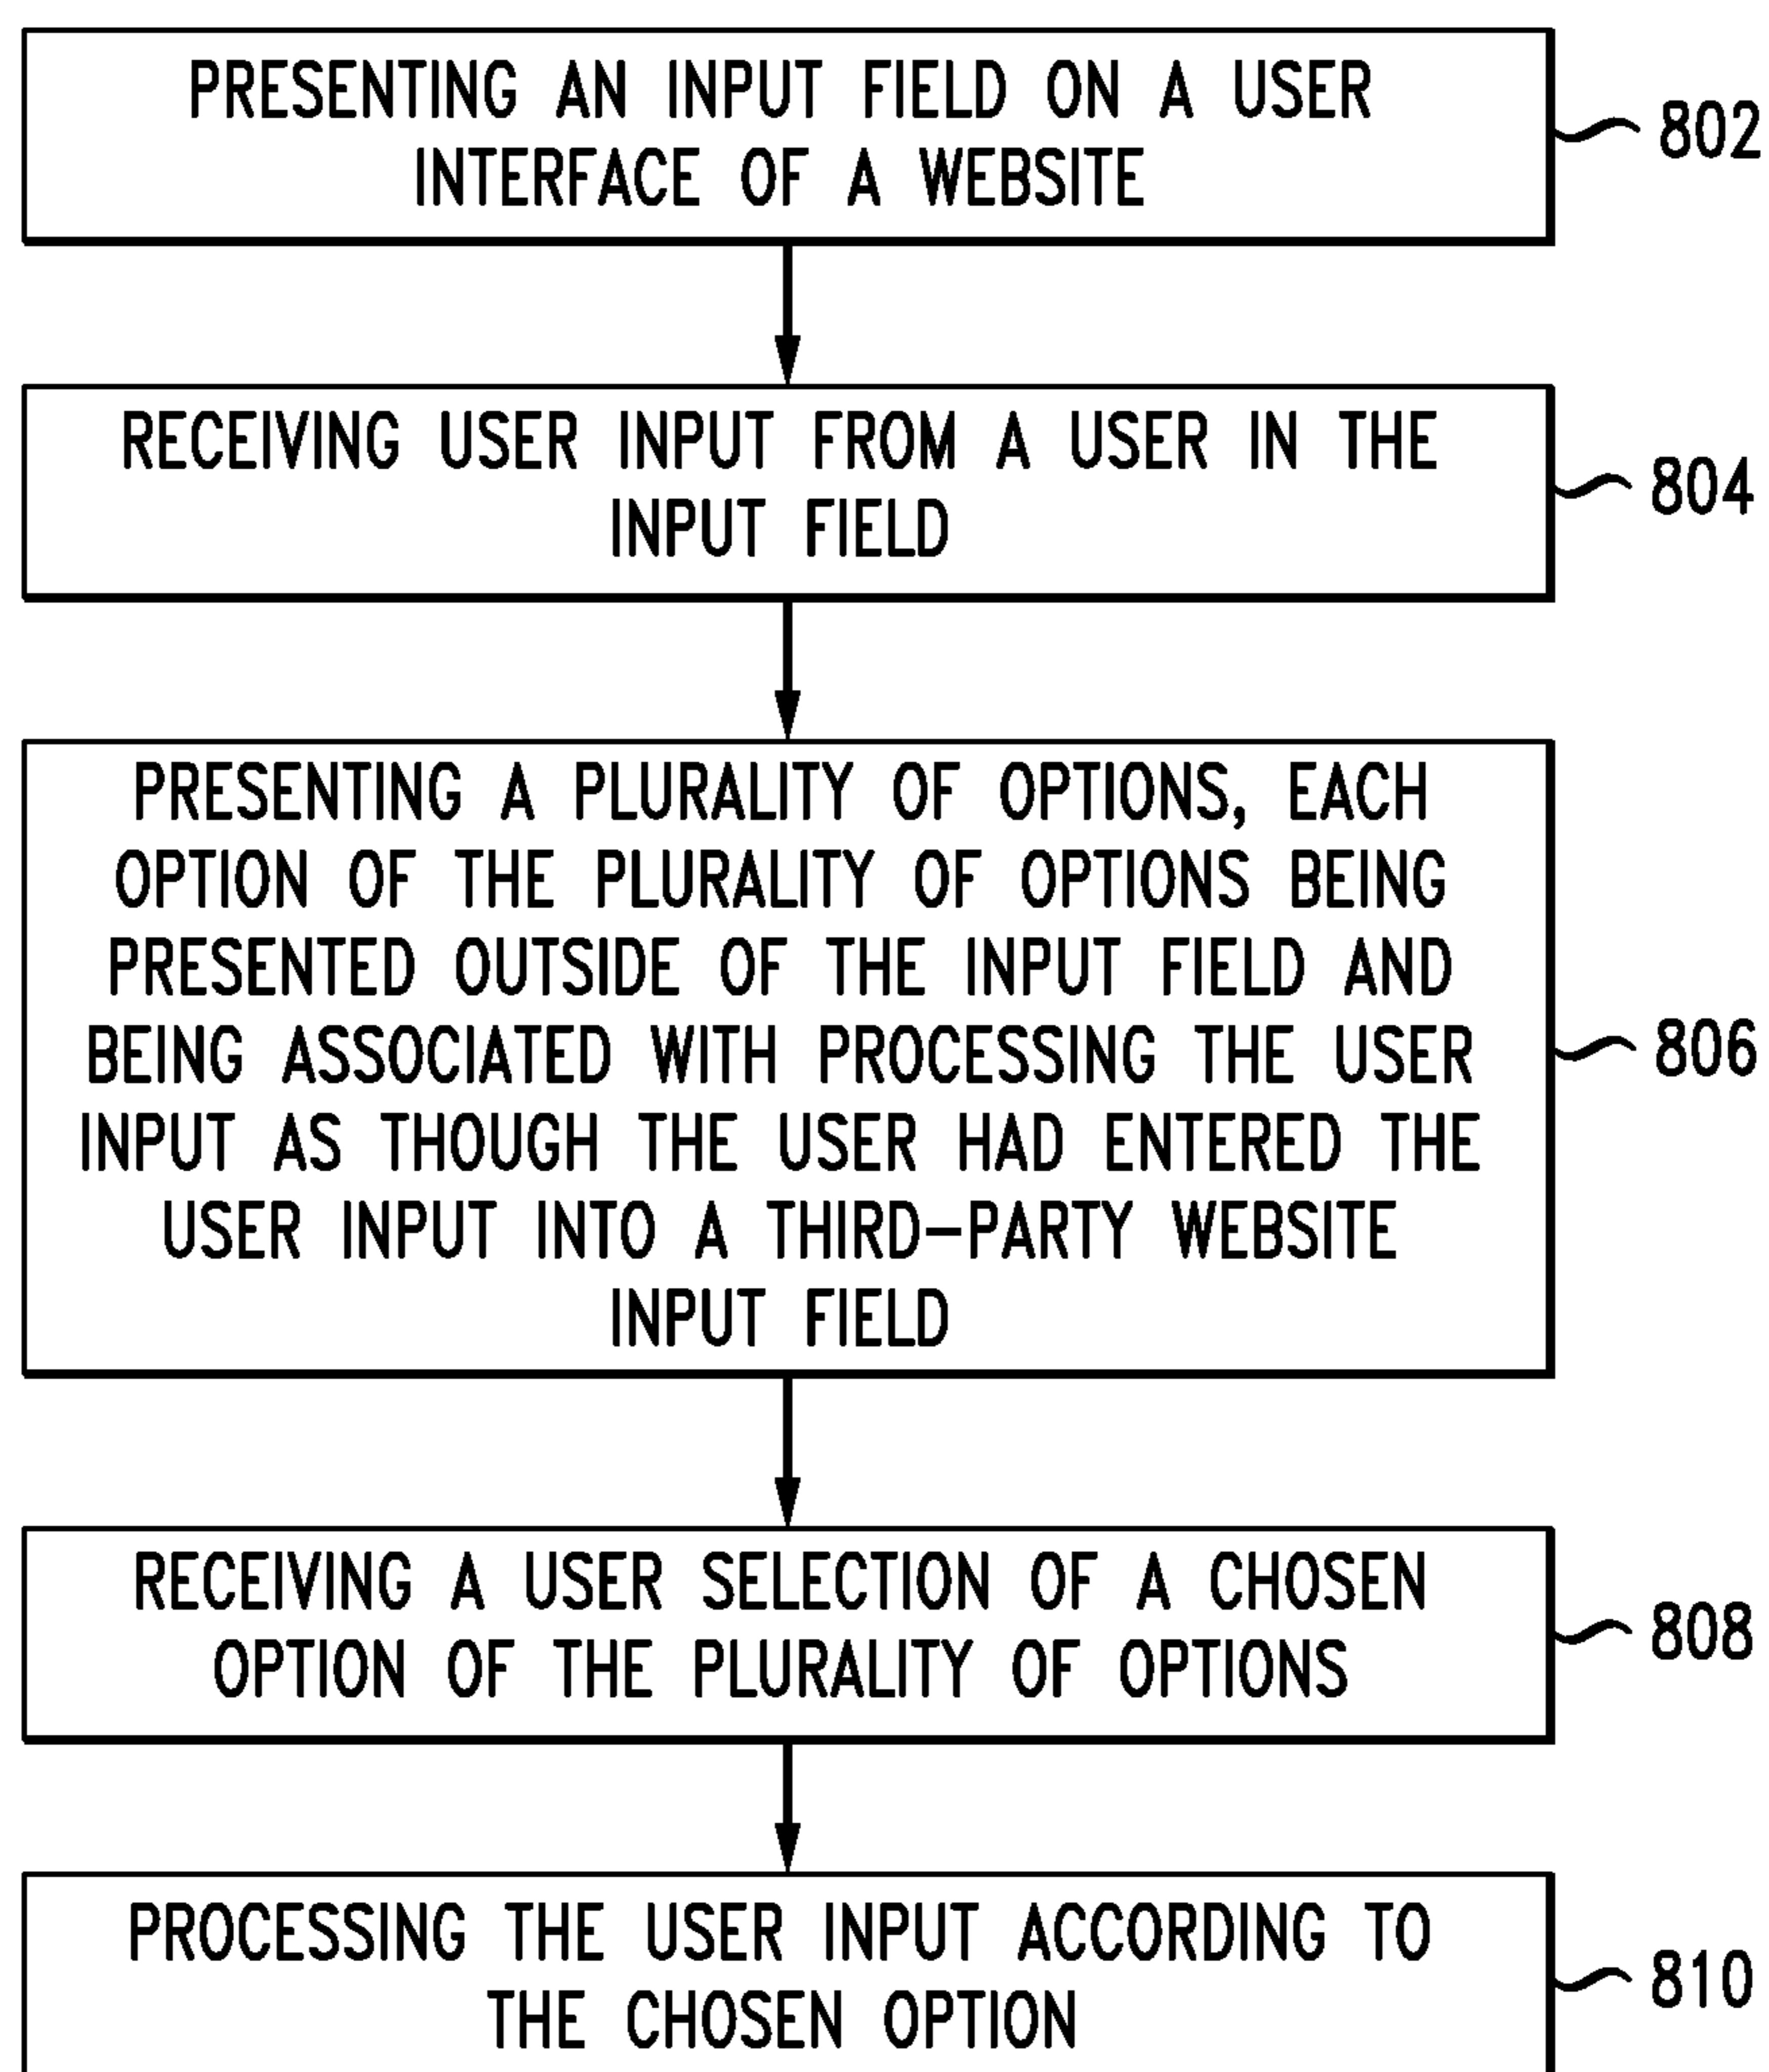 PRESENTING AN INPUT FIELD ON A USER
INTERFACE OF A WEBSITE
802
RECEIVING USER INPUT FROM A USER IN THE
INPUT FIELD
804
PRESENTING A PLURALITY OF OPTIONS, EACH
OPTION OF THE PLURALITY OF OPTIONS BEING
PRESENTED OUTSIDE OF THE INPUT FIELD AND
BEING ASSOCIATED WITH PROCESSING THE USER
INPUT AS THOUGH THE USER HAD ENTERED THE
USER INPUT INTO A THIRD-PARTY WEBSITE
INPUT FIELD
806
RECEIVING A USER SELECTION OF A CHOSEN
OPTION OF THE PLURALITY OF OPTIONS
808
PROCESSING THE USER INPUT ACCORDING TO
THE CHOSEN OPTION
810